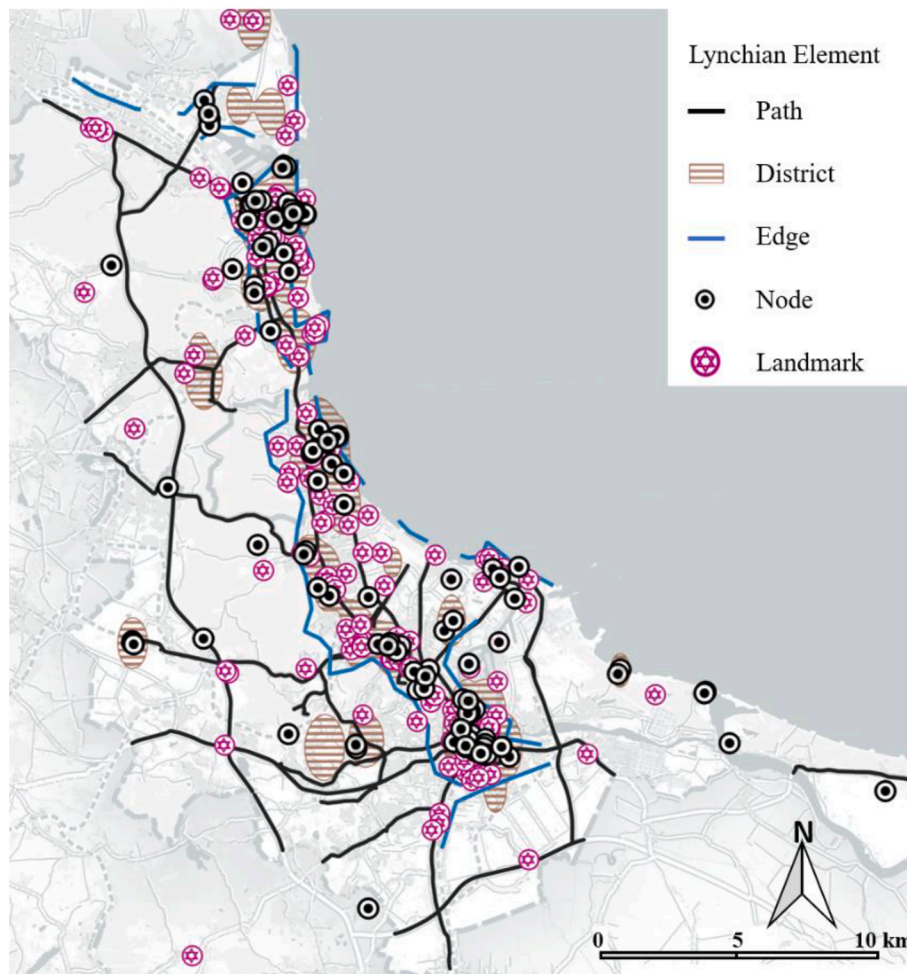 Lynchian Element
Path
District
Edge
Node
Landmark
N
0 5 10 km